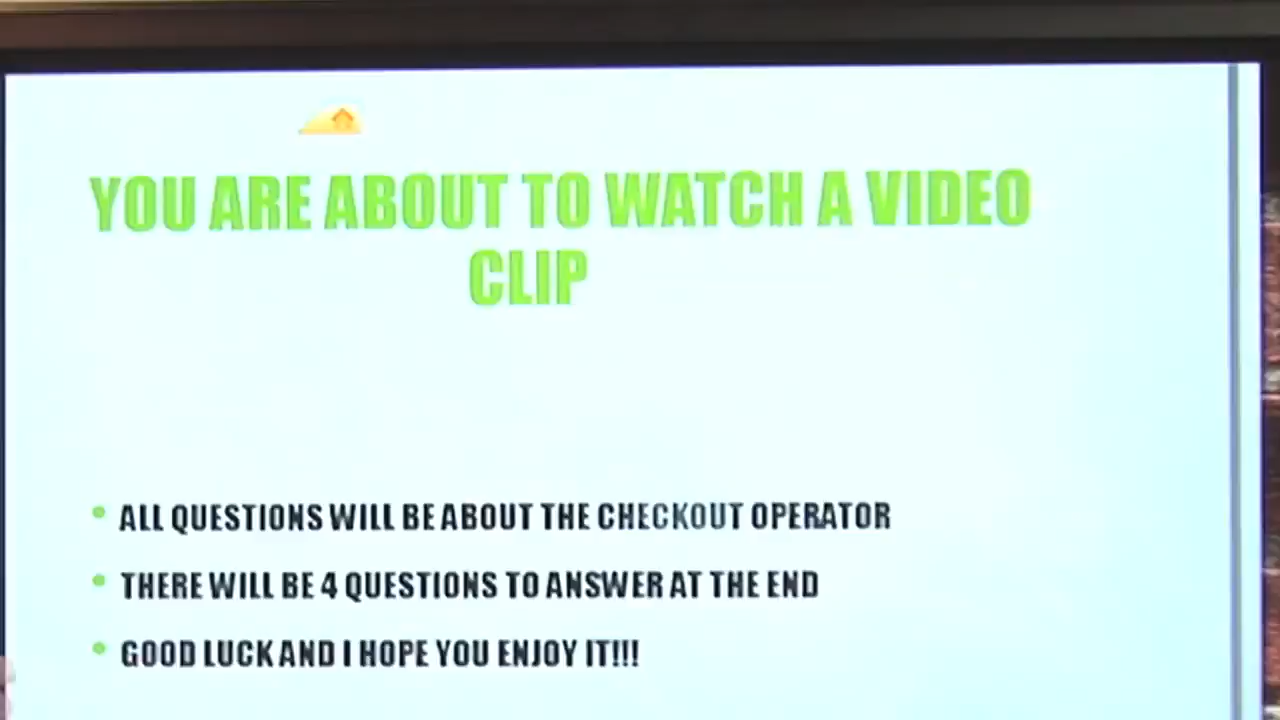 YOU ARE ABOUT TO WATCH A VIDEO
CLIP
• ALL QUESTIONS WILL BE ABOUT THE CHECKOUT OPERATOR
• THERE WILL BE 4 QUESTIONS TO ANSWER AT THE END
• GOOD LUCK AND I HOPE YOU ENJOY IT!!!